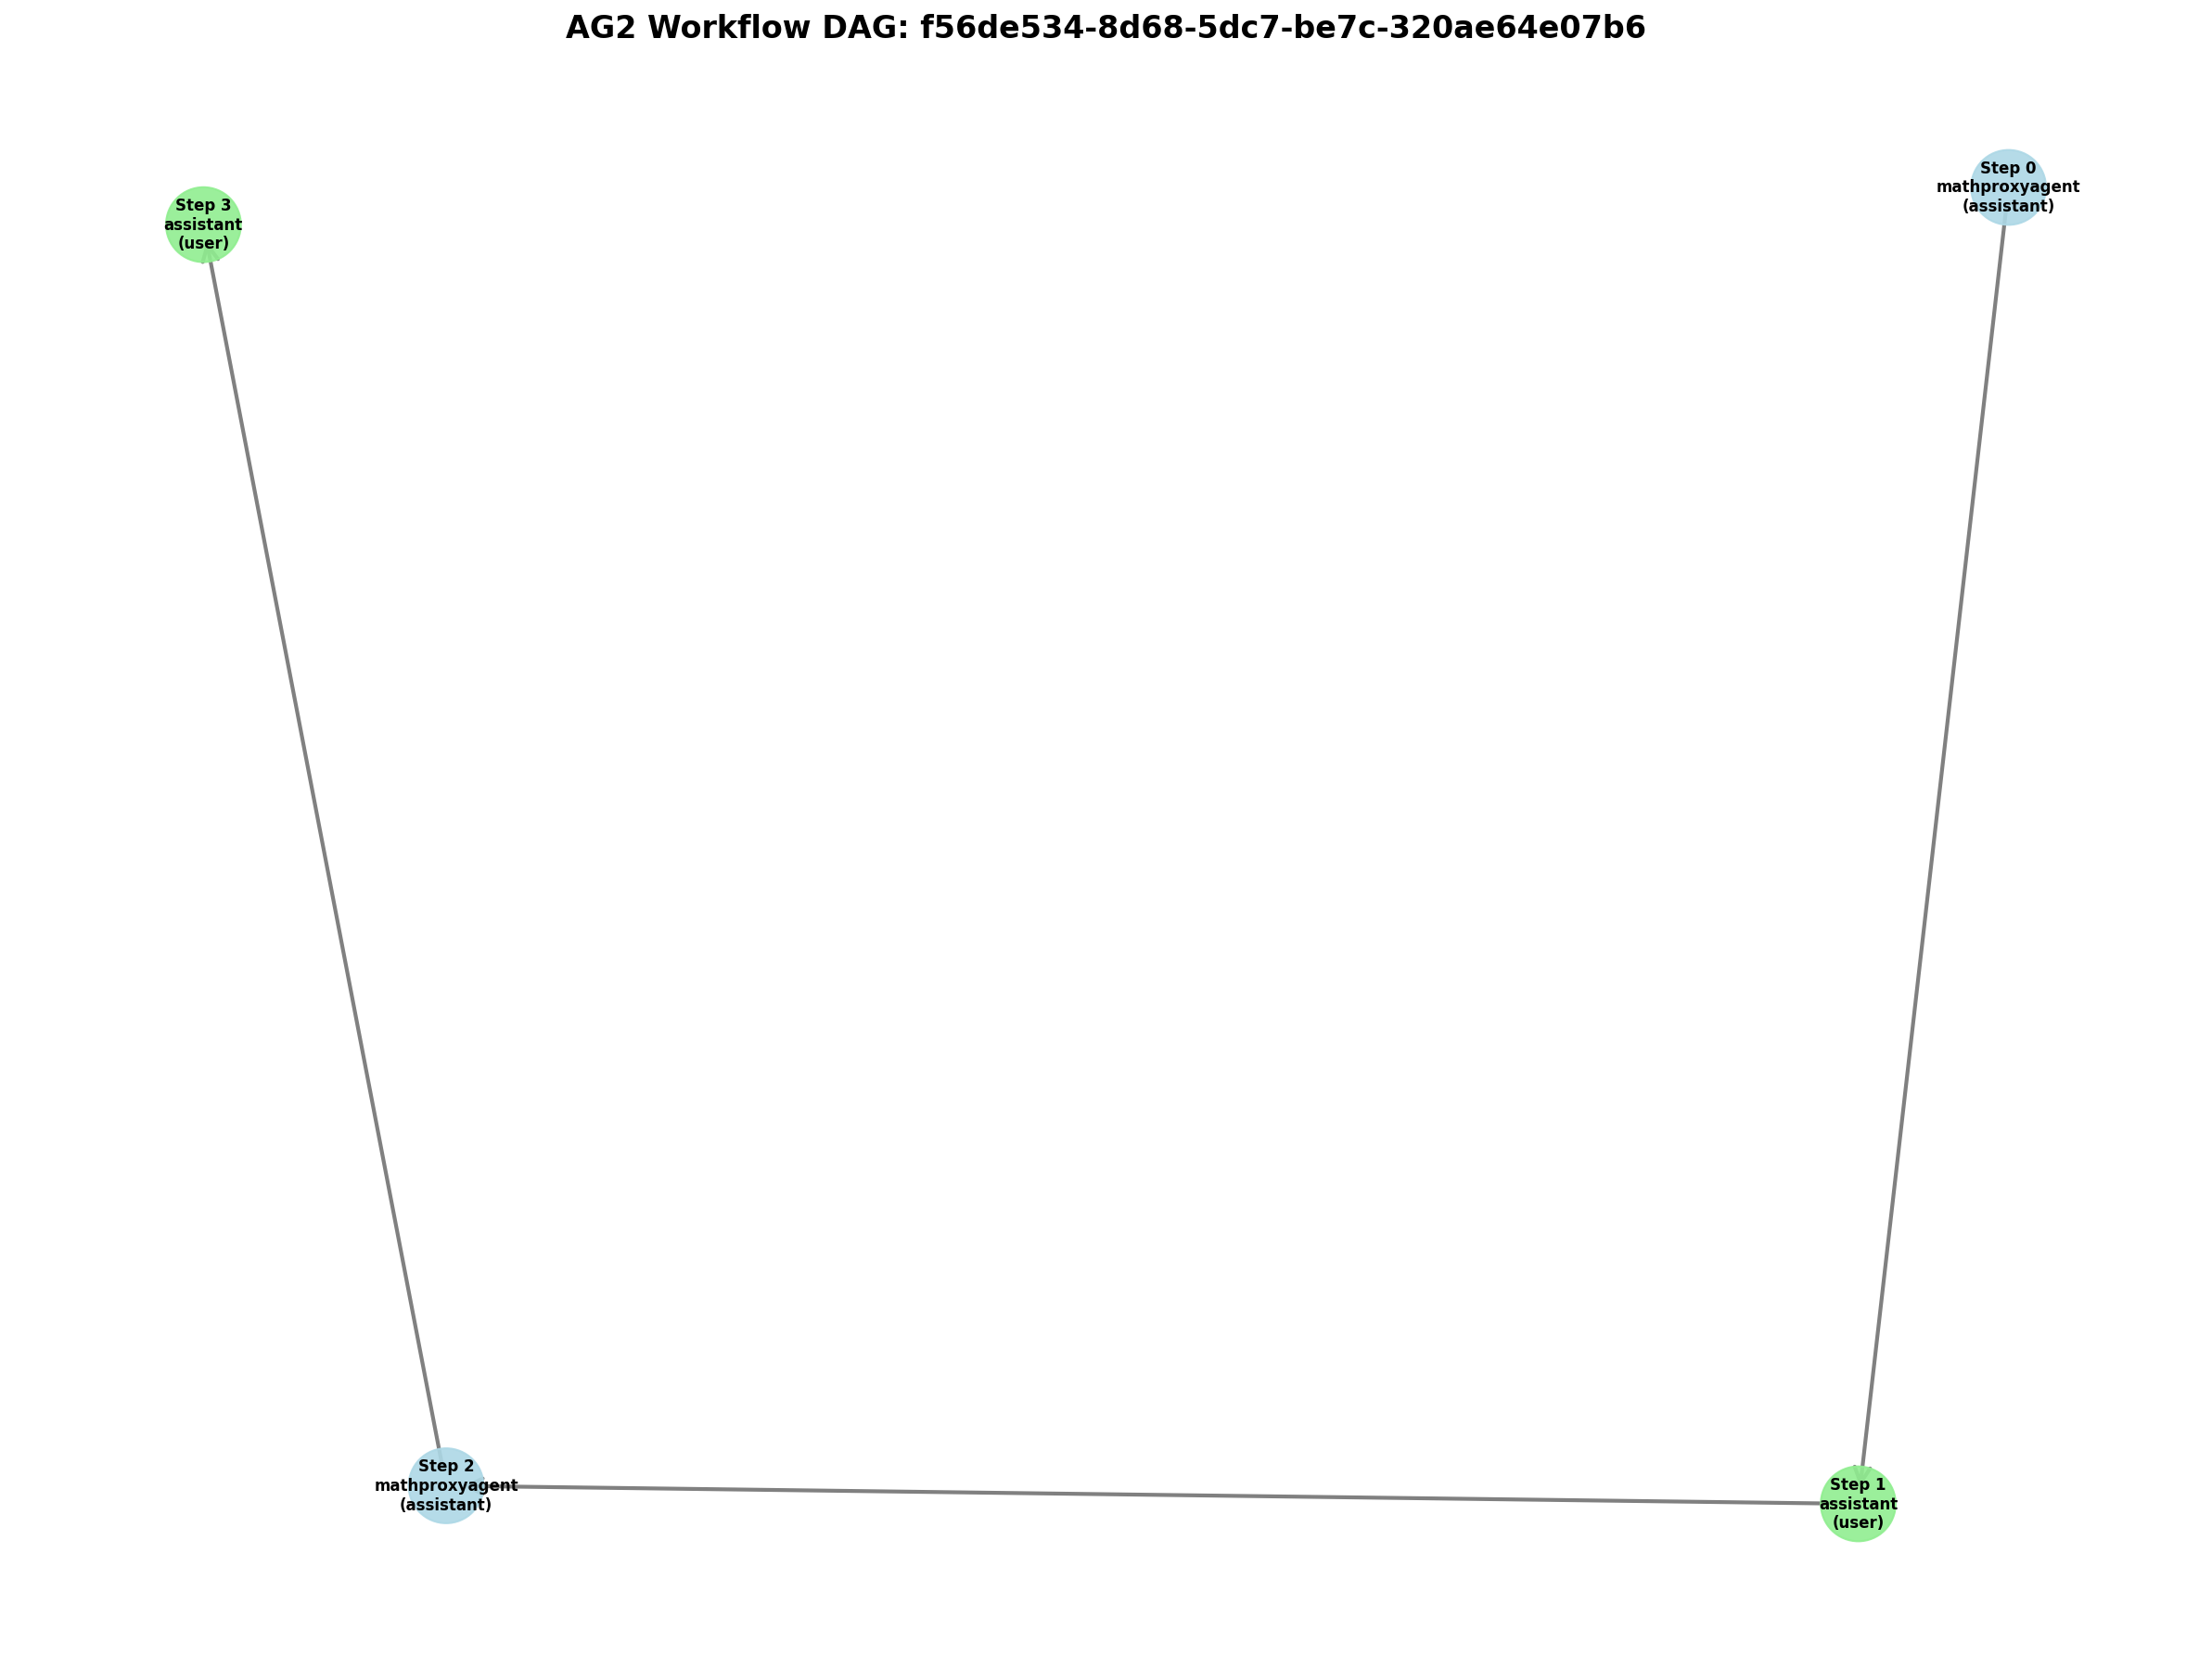 AG2 Workflow DAG: f56de534-8d68-5dc7-be7c-320ae64e07b6
Step 0
mathproxyagent
(assistant)
Step 3
assistant
(user)
Step 2
mathproxyagent
(assistant)
Step 1
assistant
(user)